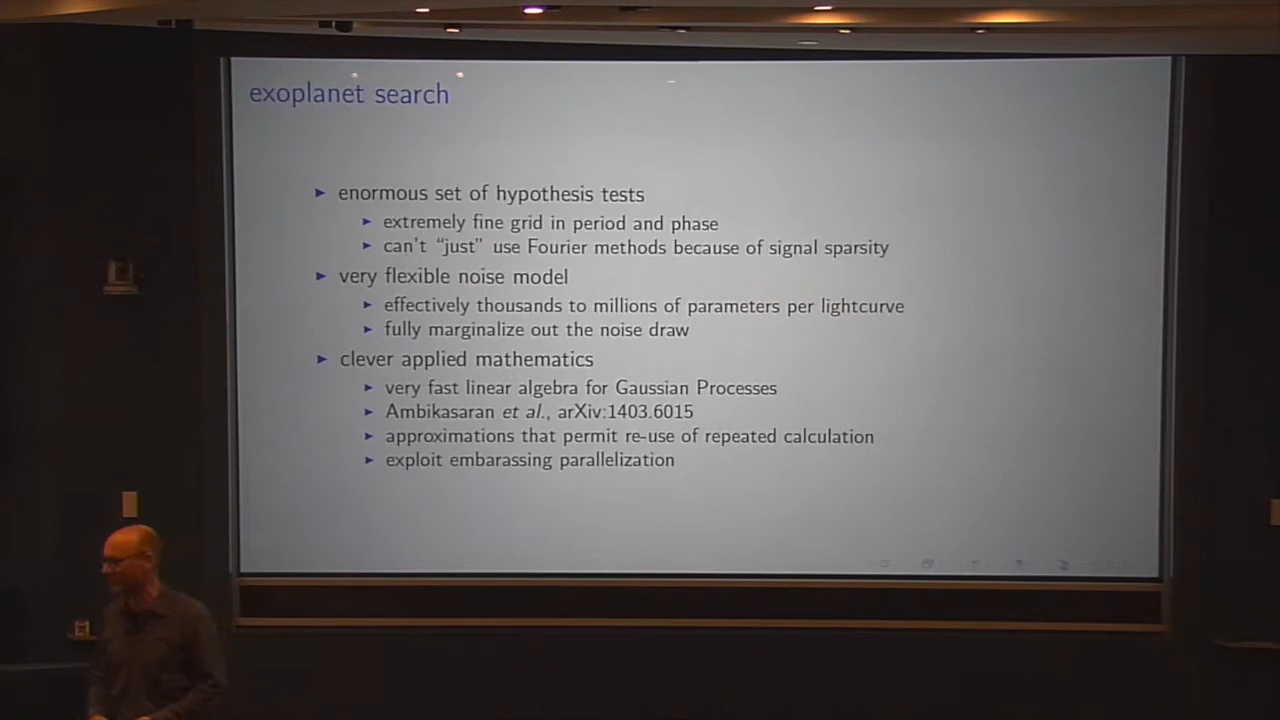 exoplanet search
enormous set of hypothesis tests
extremely fine grid in period and phase
can't “just” use Fourier methods because of signal sparsity
very flexible noise model
effectively thousands to millions of parameters per lightcurve
fully marginalize out the noise draw
clever applied mathematics
very fast linear algebra for Gaussian Processes
Ambikasaran et al., arXiv:1403.6015
approximations that permit re-use of repeated calculation
exploit embarassing parallelization